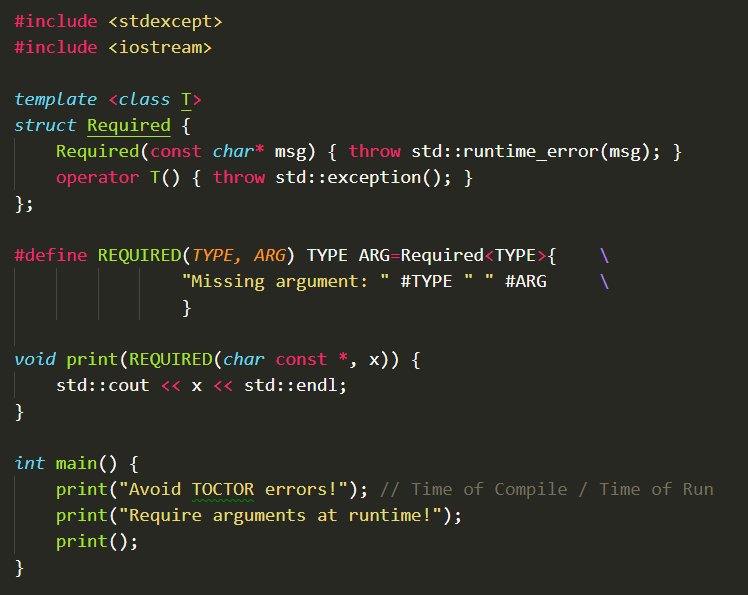 #include <stdexcept>
#include <iostream>
template <class T>
struct Required {
Required(const char* msg) { throw std::runtime_error(msg); }
operator T() { throw std::exception(); }
};
#define REQUIRED(TYPE, ARG) TYPE ARG=Required<TYPE>{ \
"Missing argument: " #TYPE " " #ARG \
}
void print(REQUIRED(char const *, x)) {
std::cout << x << std::endl;
}
int main() {
print("Avoid TOCTOR errors!"); // Time of Compile / Time of Run
print("Require arguments at runtime!");
print();
}